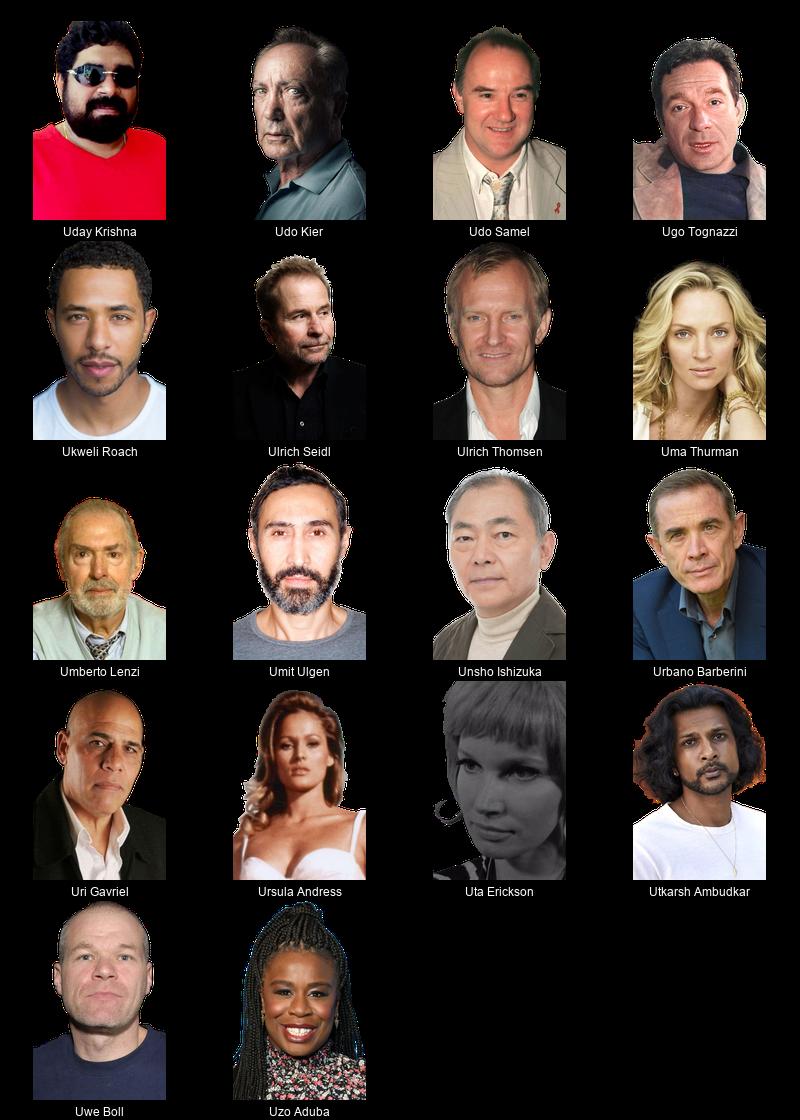 Uday Krishna
Udo Kier
Udo Samel
Ugo Tognazzi
Ukweli Roach
Ulrich Seidl
Ulrich Thomsen
Uma Thurman
Umberto Lenzi
Umit Ulgen
Unsho Ishizuka
Urbano Barberini
Uri Gavriel
Ursula Andress
Uta Erickson
Utkarsh Ambudkar
Uwe Boll
Uzo Aduba